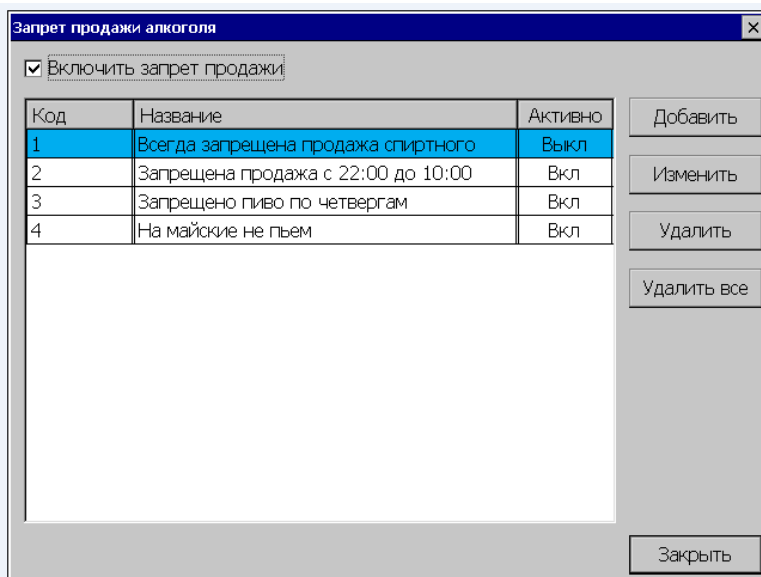 Запрет продажи алкоголя
Включить запрет продажи
Код Название Активно
1 Всегда запрещена продажа спиртного Выкл
2 Запрещена продажа с 22:00 до 10:00 Вкл
3 Запрещено пиво по четвергам Вкл
4 На майские не пьем Вкл
Добавить
Изменить
Удалить
Удалить все
Закрыть